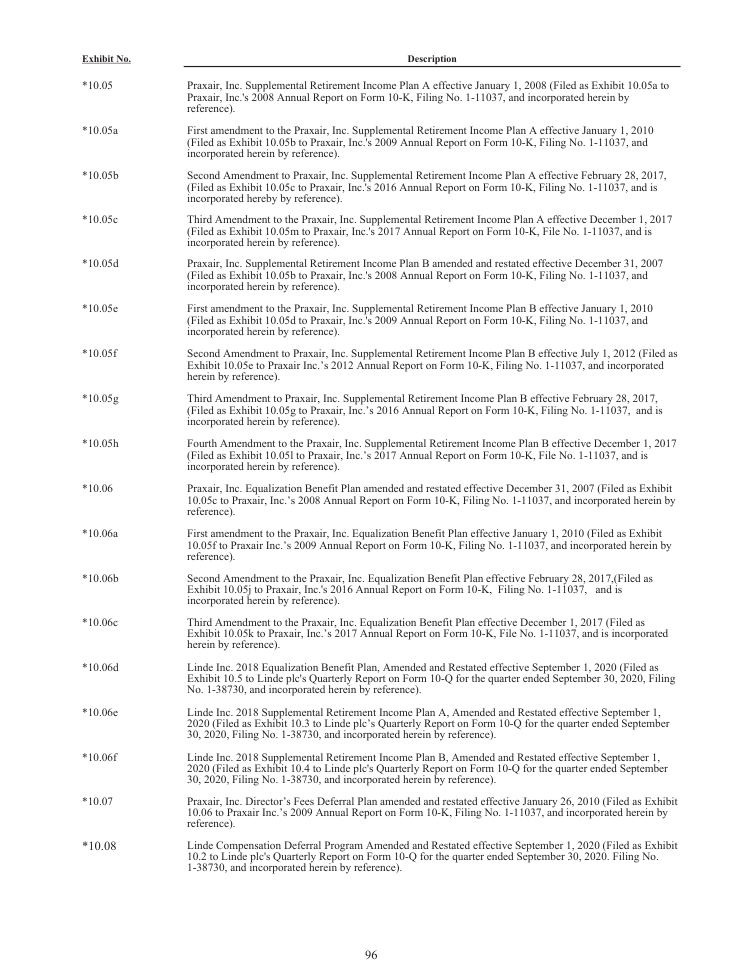 Exhibit No. Description
*10.05 Praxair, Inc. Supplemental Retirement Income Plan A effective January 1, 2008 (Filed as Exhibit 10.05a to
Praxair, Inc.'s 2008 Annual Report on Form 10-K, Filing No. 1-11037, and incorporated herein by
reference).
*10.05a First amendment to the Praxair, Inc. Supplemental Retirement Income Plan A effective January 1, 2010
(Filed as Exhibit 10.05b to Praxair, Inc.'s 2009 Annual Report on Form 10-K, Filing No. 1-11037, and
incorporated herein by reference).
*10.05b Second Amendment to the Praxair, Inc. Supplemental Retirement Income Plan A effective February 28, 2017,
(Filed as Exhibit 10.05c to Praxair, Inc.'s 2016 Annual Report on Form 10-K, Filing No. 1-11037, and is
incorporated hereby by reference).
*10.05c Third Amendment to the Praxair, Inc. Supplemental Retirement Income Plan A effective December 1, 2017
(Filed as Exhibit 10.05m to Praxair, Inc.'s 2017 Annual Report on Form 10-K, File No. 1-11037, and is
incorporated herein by reference).
*10.05d Praxair, Inc. Supplemental Retirement Income Plan B amended and restated effective December 31, 2007
(Filed as Exhibit 10.05b to Praxair, Inc.'s 2008 Annual Report on Form 10-K, Filing No. 1-11037, and
incorporated herein by reference).
*10.05e First amendment to the Praxair, Inc. Supplemental Retirement Income Plan B effective January 1, 2010
(Filed as Exhibit 10.05d to Praxair, Inc.'s 2009 Annual Report on Form 10-K, Filing No. 1-11037, and
incorporated herein by reference).
*10.05f Second Amendment to Praxair, Inc. Supplemental Retirement Income Plan B effective July 1, 2012 (Filed as
Exhibit 10.05e to Praxair Inc.’s 2012 Annual Report on Form 10-K, Filing No. 1-11037, and incorporated
herein by reference).
*10.05g Third Amendment to Praxair, Inc. Supplemental Retirement Income Plan B effective February 28, 2017,
(Filed as Exhibit 10.05g to Praxair, Inc.’s 2016 Annual Report on Form 10-K, Filing No. 1-11037, and is
incorporated herein by reference).
*10.05h Fourth Amendment to the Praxair, Inc. Supplemental Retirement Income Plan B effective December 1, 2017
(Filed as Exhibit 10.05l to Praxair, Inc.’s 2017 Annual Report on Form 10-K, File No. 1-11037, and is
incorporated herein by reference).
*10.06 Praxair, Inc. Equalization Benefit Plan amended and restated effective December 31, 2007 (Filed as Exhibit
10.05c to Praxair, Inc.’s 2008 Annual Report on Form 10-K, Filing No. 1-11037, and incorporated herein by
reference).
*10.06a First amendment to the Praxair, Inc. Equalization Benefit Plan effective January 1, 2010 (Filed as Exhibit
10.05f to Praxair Inc.’s 2009 Annual Report on Form 10-K, Filing No. 1-11037, and incorporated herein by
reference).
*10.06b Second Amendment to the Praxair, Inc. Equalization Benefit Plan effective February 28, 2017,(Filed as
Exhibit 10.05j to Praxair, Inc.'s 2016 Annual Report on Form 10-K, Filing No. 1-11037, and is
incorporated herein by reference).
*10.06c Third Amendment to the Praxair, Inc. Equalization Benefit Plan effective December 1, 2017 (Filed as
Exhibit 10.05k to Praxair, Inc.’s 2017 Annual Report on Form 10-K, File No. 1-11037, and is incorporated
herein by reference).
*10.06d Linde Inc. 2018 Equalization Benefit Plan, Amended and Restated effective September 1, 2020 (Filed as
Exhibit 10.5 to Linde plc's Quarterly Report on Form 10-Q for the quarter ended September 30, 2020, Filing
No. 1-38730, and incorporated herein by reference).
*10.06e Linde Inc. 2018 Supplemental Retirement Income Plan A, Amended and Restated effective September 1,
2020 (Filed as Exhibit 10.3 to Linde plc’s Quarterly Report on Form 10-Q for the quarter ended September
30, 2020, Filing No. 1-38730, and incorporated herein by reference).
*10.06f Linde Inc. 2018 Supplemental Retirement Income Plan B, Amended and Restated effective September 1,
2020 (Filed as Exhibit 10.4 to Linde plc's Quarterly Report on Form 10-Q for the quarter ended September
30, 2020, Filing No. 1-38730, and incorporated herein by reference).
*10.07 Praxair, Inc. Director’s Fees Deferral Plan amended and restated effective January 26, 2010 (Filed as Exhibit
10.06 to Praxair Inc.’s 2009 Annual Report on Form 10-K, Filing No. 1-11037, and incorporated herein by
reference).
*10.08 Linde Compensation Deferral Program Amended and Restated effective September 1, 2020 (Filed as Exhibit
10.2 to Linde plc's Quarterly Report on Form 10-Q for the quarter ended September 30, 2020. Filing No.
1-38730, and incorporated herein by reference).
96